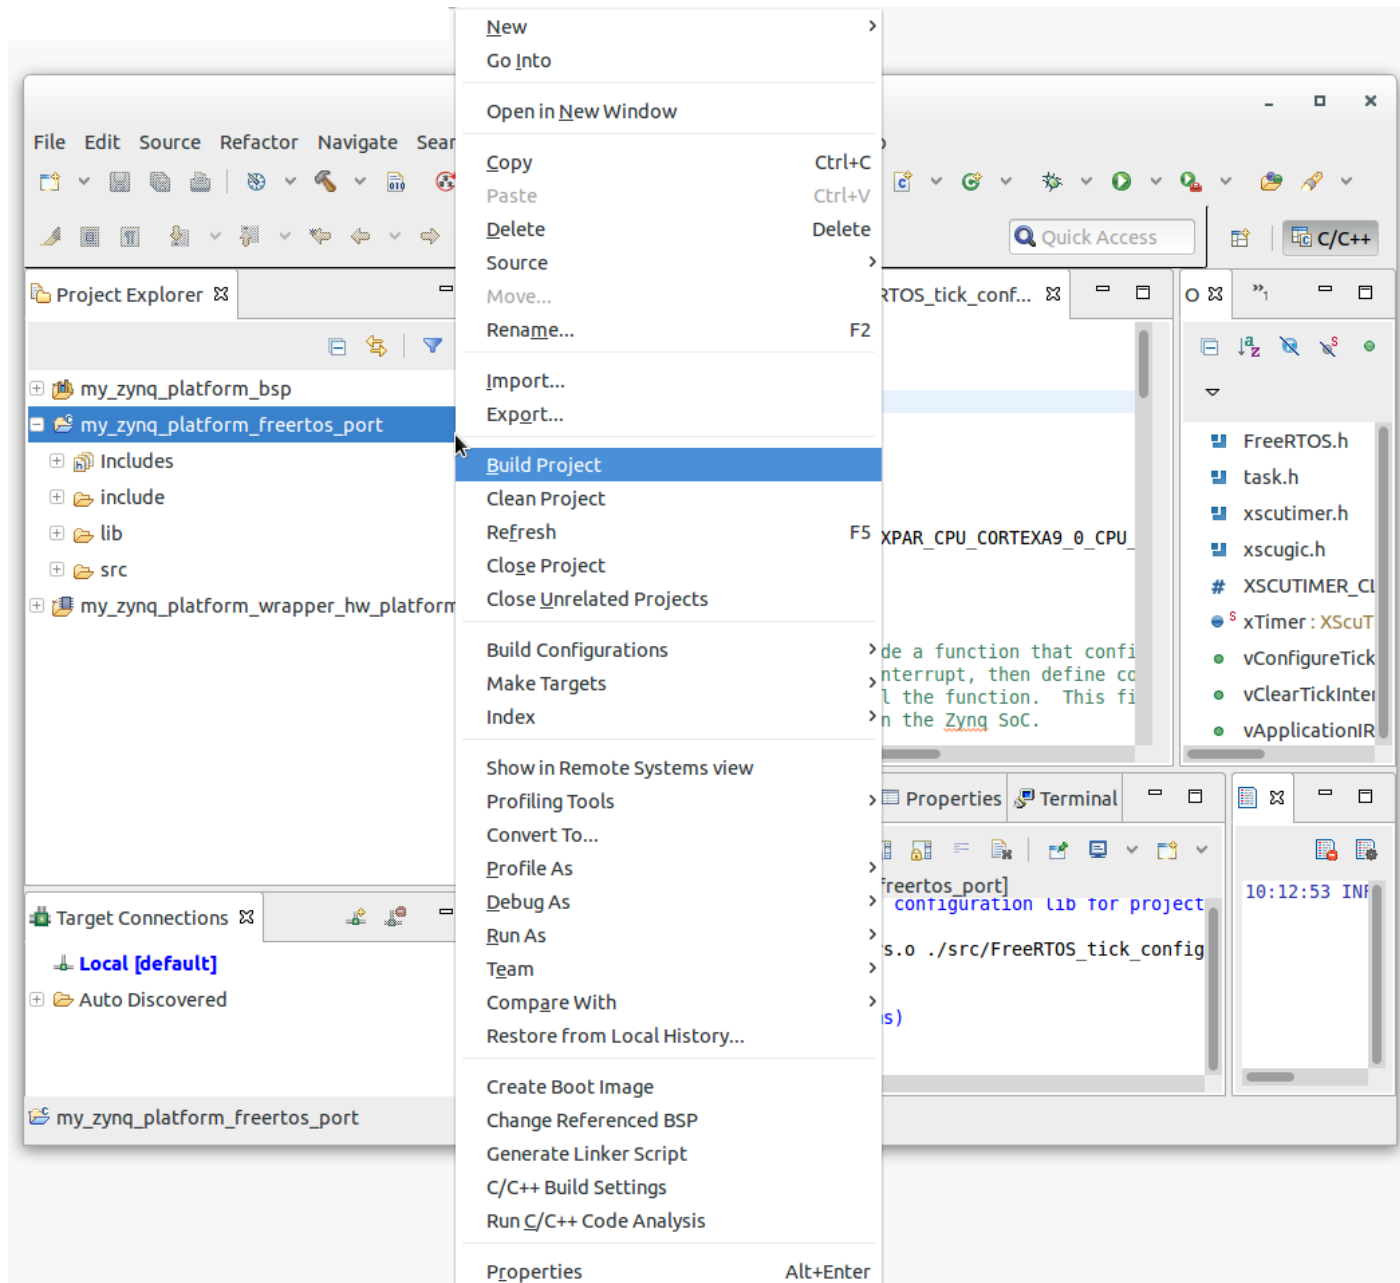 New
Go Into
Open in New Window
Copy Ctrl+C
Paste Ctrl+V
Delete Delete
Source
Move...
Rename... F2
Import...
Export...
Build Project
Clean Project
Refresh F5
Close Project
Close Unrelated Projects
Build Configurations
Make Targets
Index
Show in Remote Systems view
Profiling Tools
Convert To...
Profile As
Debug As
Run As
Team
Compare With
Restore from Local History...
Create Boot Image
Change Referenced BSP
Generate Linker Script
C/C++ Build Settings
Run C/C++ Code Analysis
Properties Alt+Enter
File Edit Source Refactor Navigate Sear
Quick Access
C/C++
Project Explorer
my_zynq_platform_bsp
my_zynq_platform_freertos_port
Includes
include
lib
src
my_zynq_platform_wrapper_hw_platform
RTOS_tick_conf...
XPAR_CPU_CORTEXA9_0_CPU_
de a function that confi
nterrupt, then define co
l the function. This fi
n the Zynq SoC.
O
FreeRTOS.h
task.h
xscutimer.h
xscugic.h
XSCUTIMER_CL
xTimer : XScuT
vConfigureTick
vClearTickInter
vApplicationIR
Target Connections
Local [default]
Auto Discovered
my_zynq_platform_freertos_port
Properties Terminal
freertos_port]
configuration lib for project
s.o ./src/FreeRTOS_tick_config
s)
10:12:53 INF